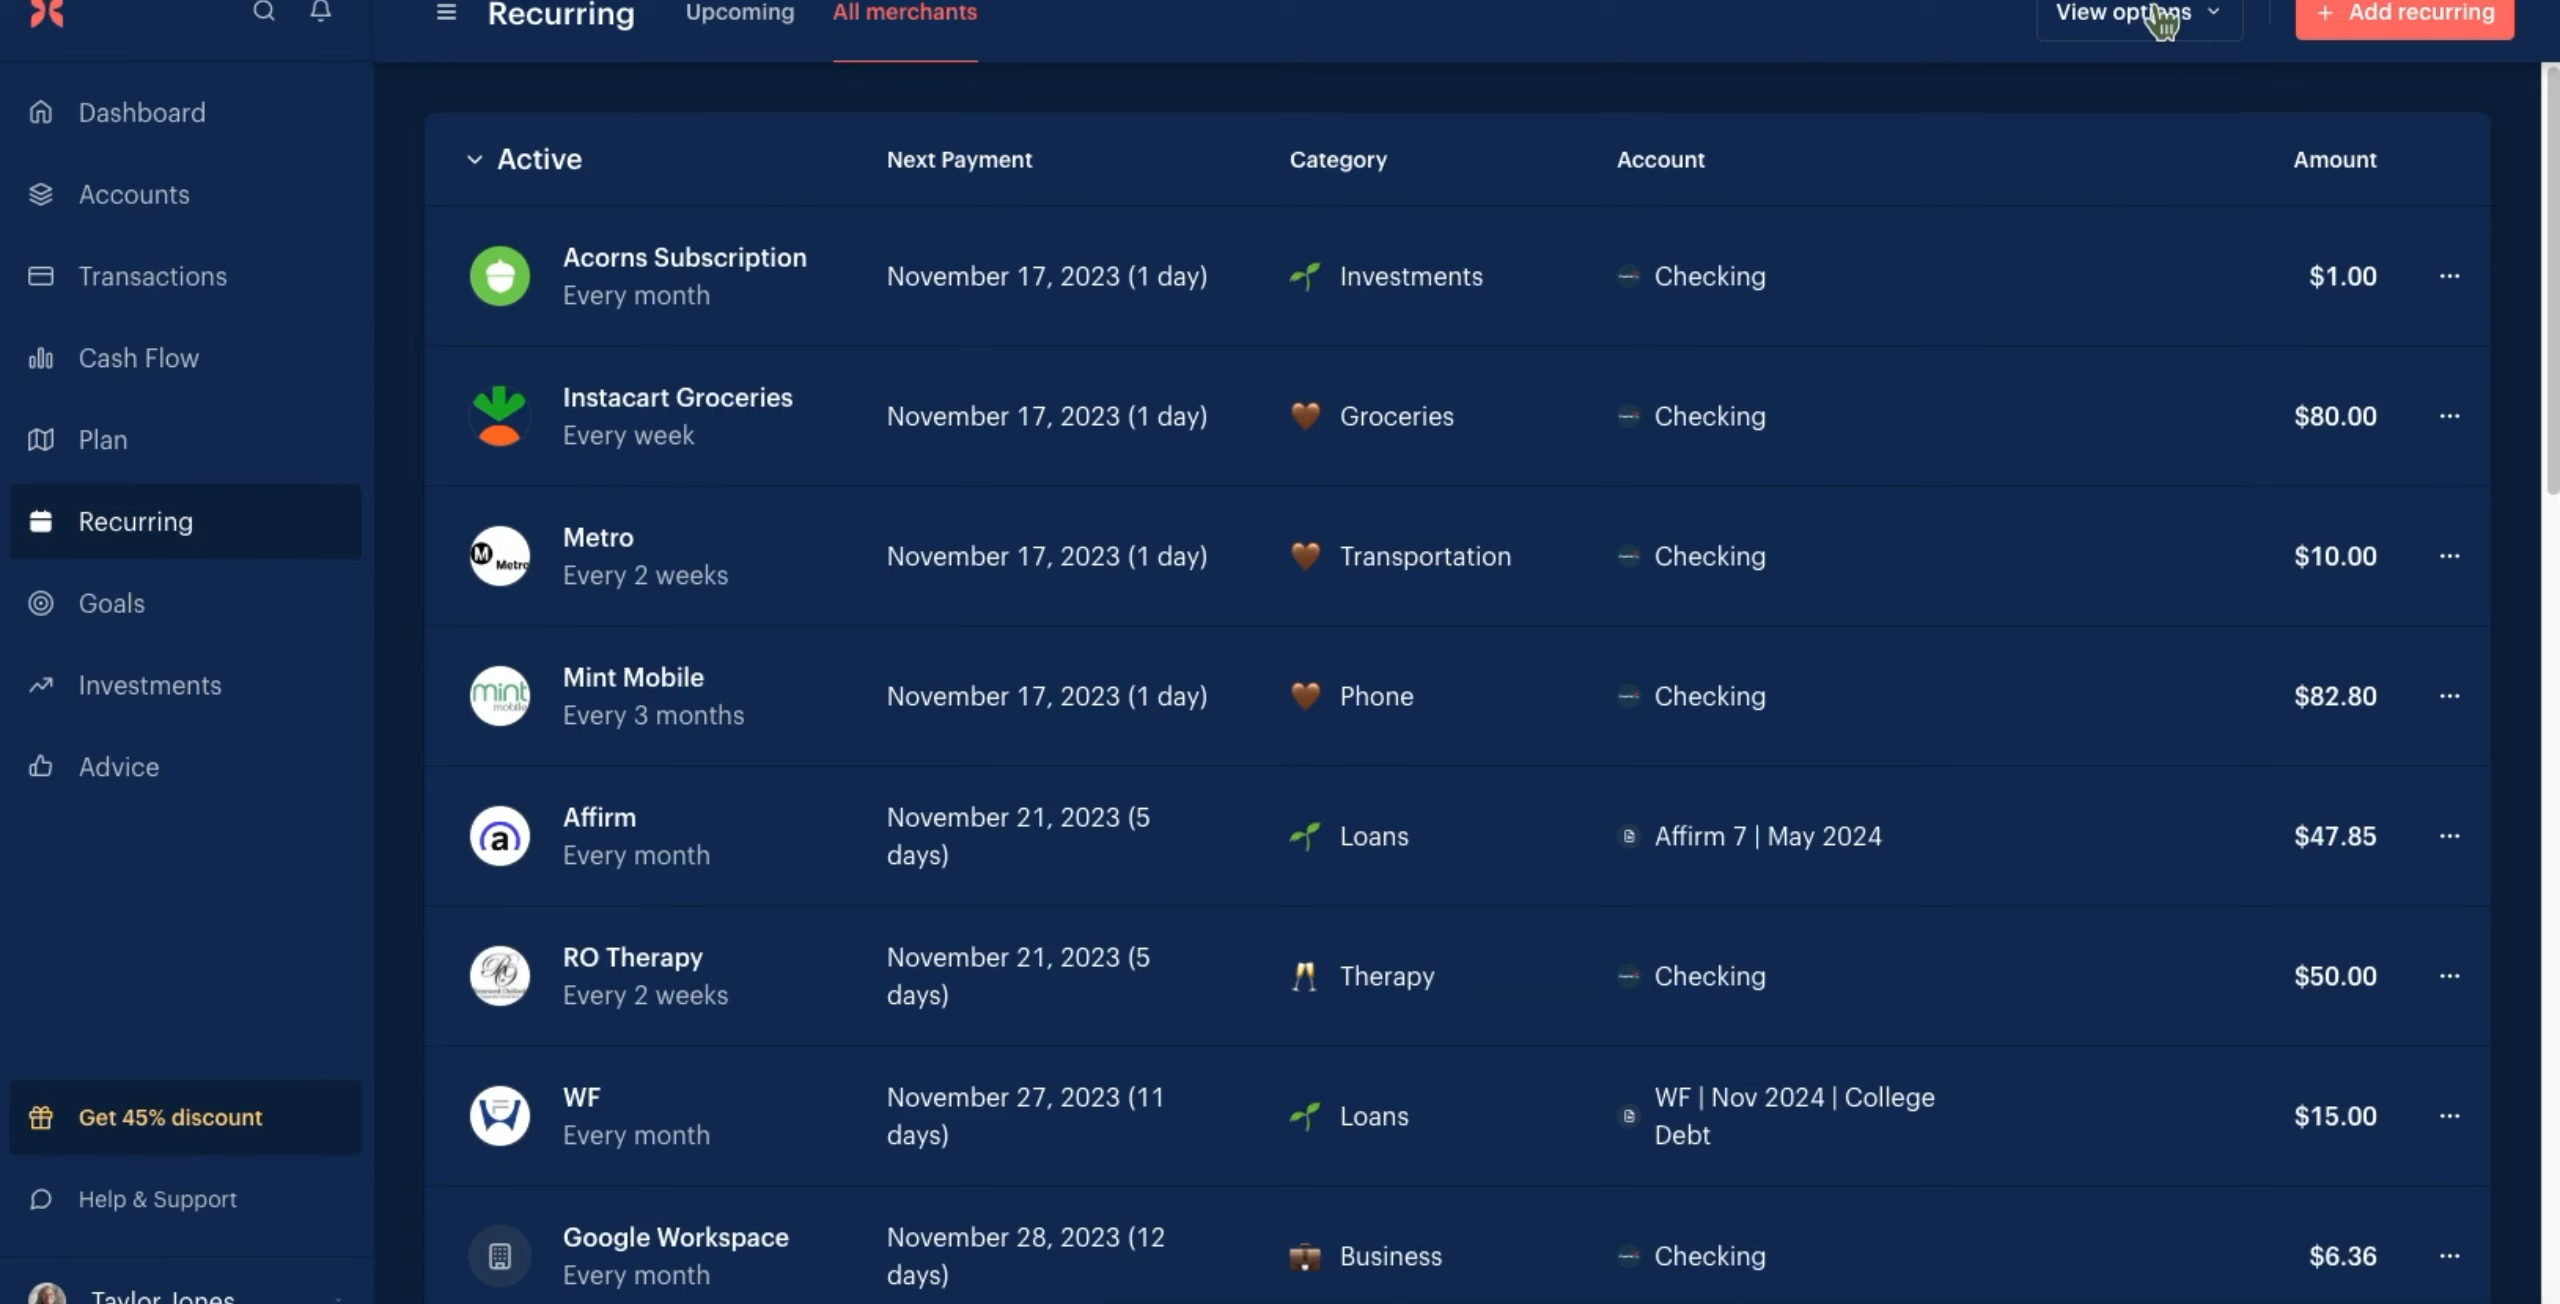 Recurring Upcoming All merchants View options + Add recurring
Dashboard
Accounts
Transactions
Cash Flow
Plan
Recurring
Goals
Investments
Advice
Get 45% discount
Help & Support
Taylor Jones
Active Next Payment Category Account Amount
Acorns Subscription
Every month
November 17, 2023 (1 day) Investments Checking $1.00
Instacart Groceries
Every week
November 17, 2023 (1 day) Groceries Checking $80.00
M Metro
Metro
Every 2 weeks
November 17, 2023 (1 day) Transportation Checking $10.00
mint
mobile
Mint Mobile
Every 3 months
November 17, 2023 (1 day) Phone Checking $82.80
a
Affirm
Every month
November 21, 2023 (5
days)
Loans Affirm 7 | May 2024 $47.85
RO Therapy
Every 2 weeks
November 21, 2023 (5
days)
Therapy Checking $50.00
WF
Every month
November 27, 2023 (11
days)
Loans
WF | Nov 2024 | College
Debt
$15.00
Google Workspace
Every month
November 28, 2023 (12
days)
Business Checking $6.36